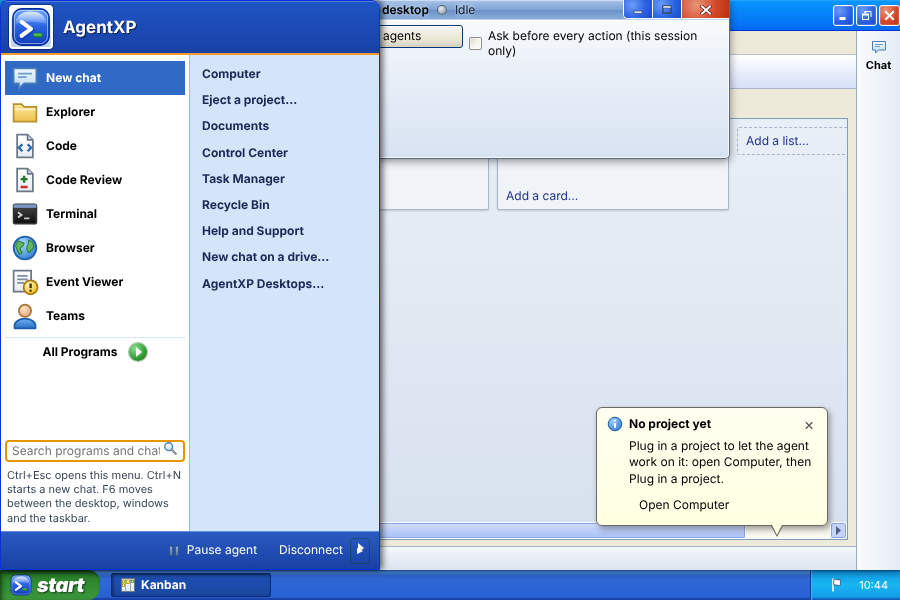 AgentXP
desktop
Idle
New chat
Explorer
Code
Code Review
Terminal
Browser
Event Viewer
Teams
All Programs
Search programs and chat
Ctrl+Esc opens this menu. Ctrl+N
starts a new chat. F6 moves
between the desktop, windows
and the taskbar.
Computer
Eject a project...
Documents
Control Center
Task Manager
Recycle Bin
Help and Support
New chat on a drive...
AgentXP Desktops...
Pause agent
Disconnect
agents
Ask before every action (this session
only)
Add a card...
Add a list...
Chat
No project yet
Plug in a project to let the agent
work on it: open Computer, then
Plug in a project.
Open Computer
start
Kanban
10:44